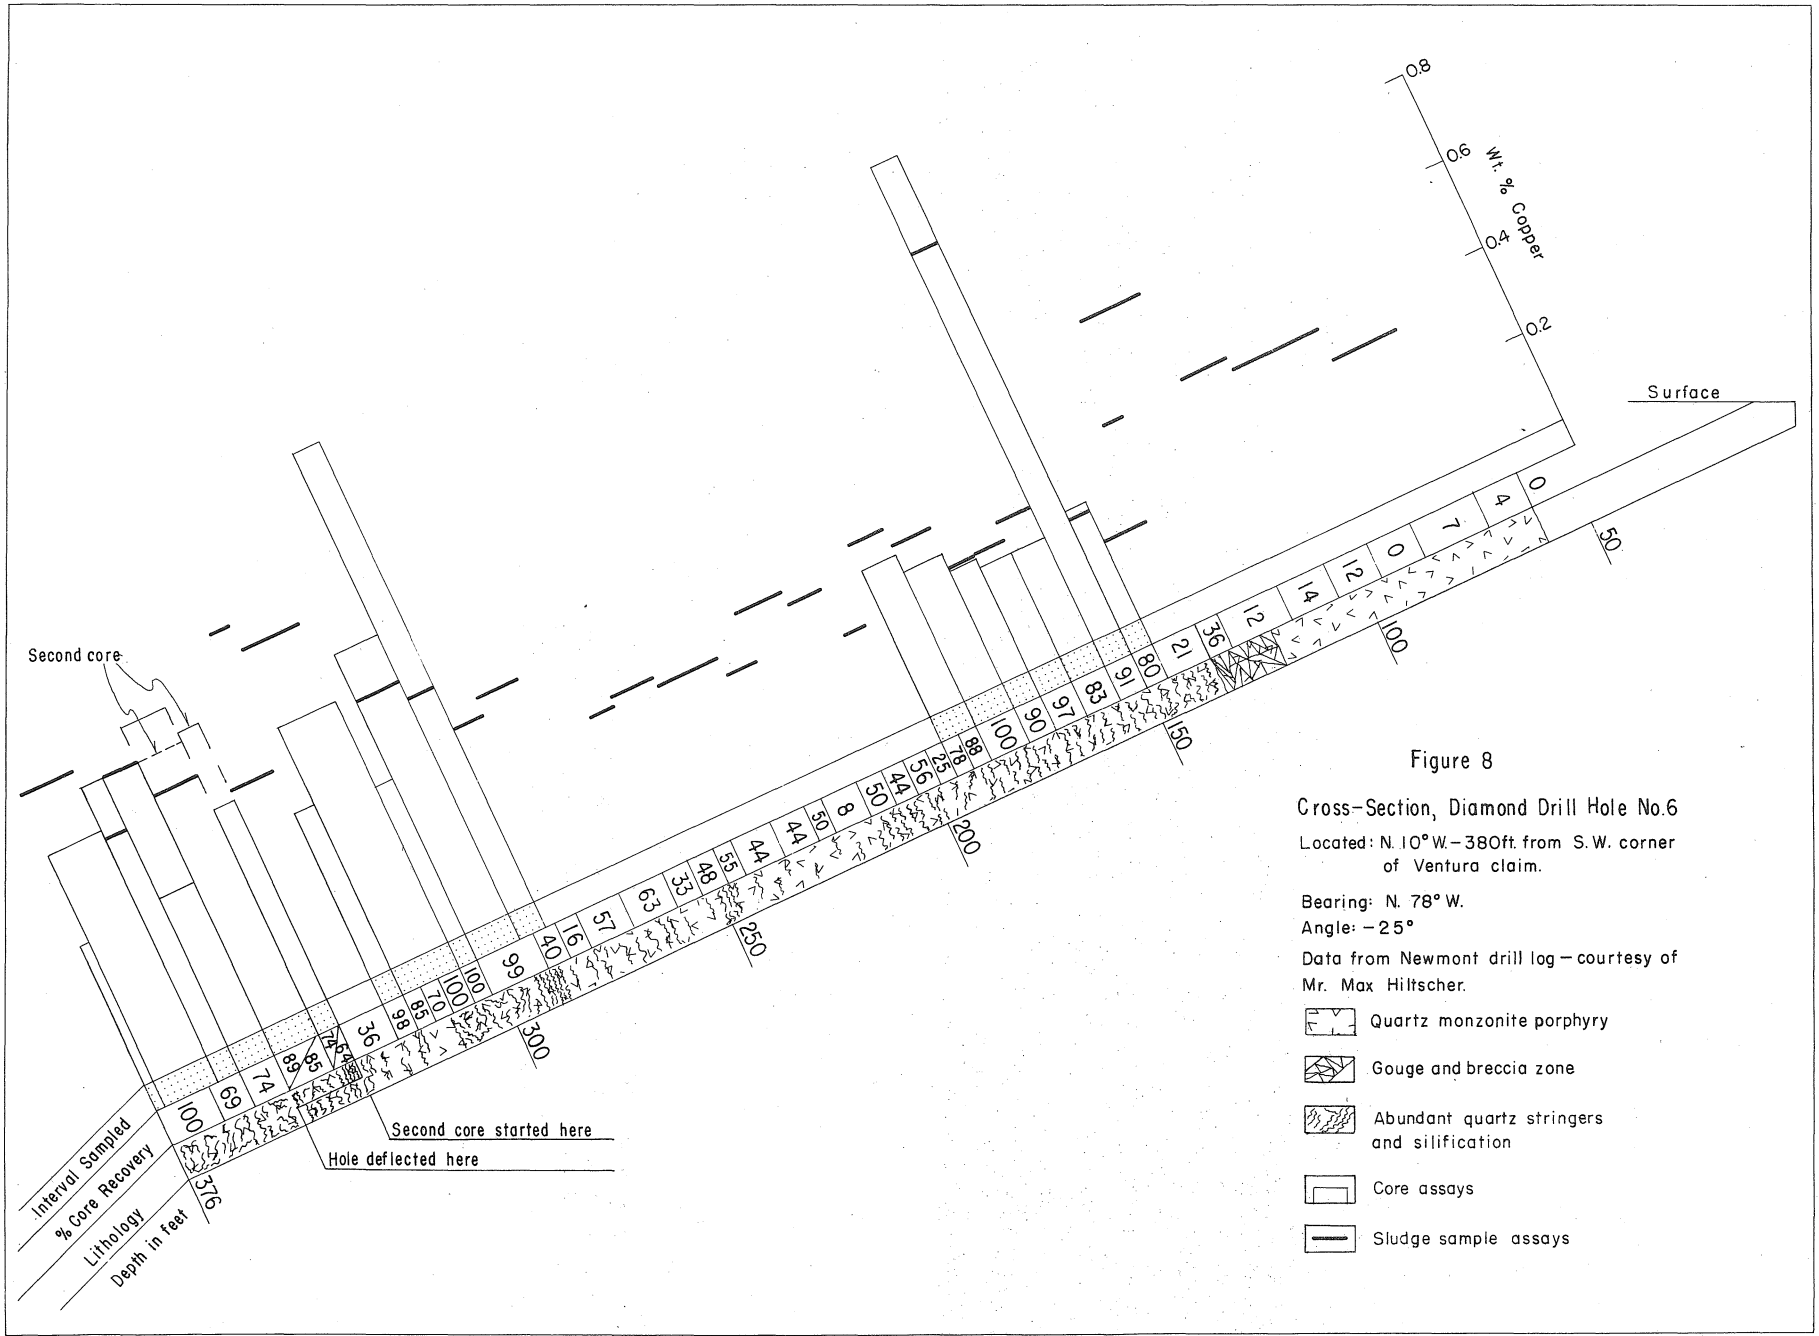 0.8
0.6
0.4
0.2
Wt. % Copper
Surface
0
4
7
0
12
14
12
36
21
80
91
83
97
90
100
88
78
25
56
44
50
8
50
44
44
55
48
33
63
57
16
40
99
100
100
70
85
98
36
64
74
85
89
74
69
100
50
100
150
200
250
300
376
Second core
Second core started here
Hole deflected here
Interval Sampled
% Core Recovery
Lithology
Depth in feet
Figure 8
Cross-Section, Diamond Drill Hole No.6
Located: N. 10° W.-380ft. from S.W. corner
of Ventura claim.
Bearing: N. 78° W.
Angle: -25°
Data from Newmont drill log — courtesy of
Mr. Max Hiltscher.
Quartz monzonite porphyry
Gouge and breccia zone
Abundant quartz stringers
and silification
Core assays
Sludge sample assays